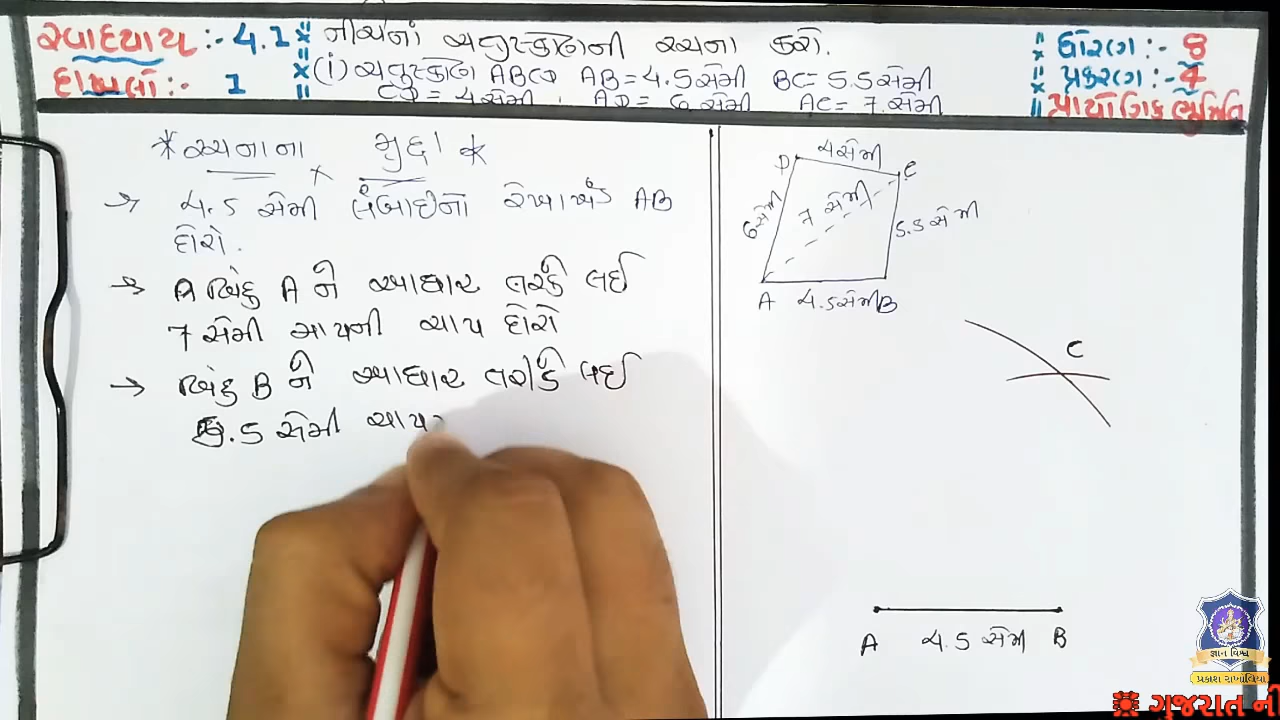 સ્વાધ્યાય :- 4.1
દાખલો :- 1
નીચેનાં ચતુષ્કોણની રચના કરો.
(i) ચતુષ્કોણ ABCD AB = 4.5 સેમી BC = 5.5 સેમી
CD = 4 સેમી , AD = 6 સેમી AC = 7 સેમી
ધોરણ :- 8
પ્રકરણ :- 4
પ્રાયોગિક ભૂમિતિ
* રચનાના મુદ્દા *
→ 4.5 સેમી લંબાઈનો રેખાખંડ AB
દોરો.
→ બિંદુ A ને આધાર તરીકે લઈ
7 સેમી માપની ચાપ દોરો
→ બિંદુ B ને આધાર તરીકે લઈ
5.5 સેમી ચાપ
D 4 સેમી C
6 સેમી 7 સેમી 5.5 સેમી
A 4.5 સેમી B
C
A 4.5 સેમી B
જ્ઞાન વિશ્વ
પ્રકાશ રાખોલિયા
ગુજરાત ની